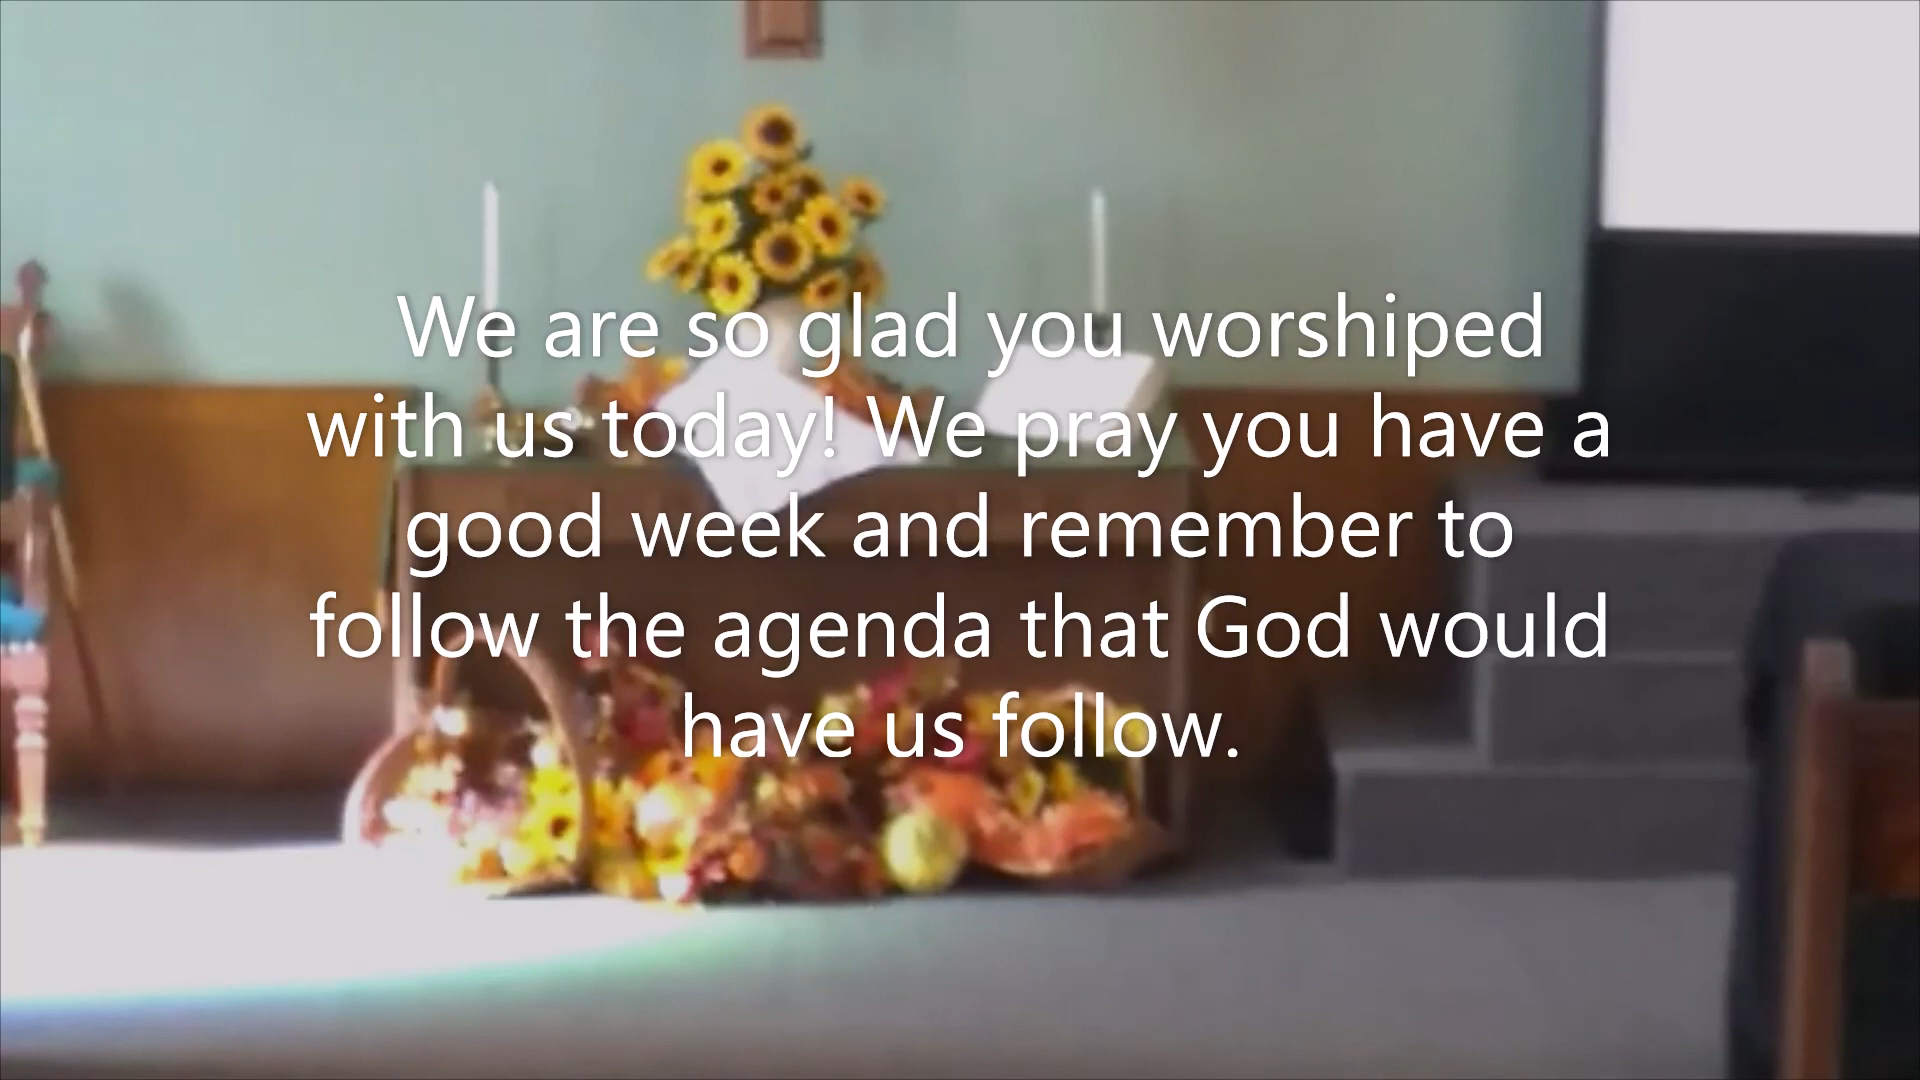 We are so glad you worshiped
with us today! We pray you have a
good week and remember to
follow the agenda that God would
have us follow.